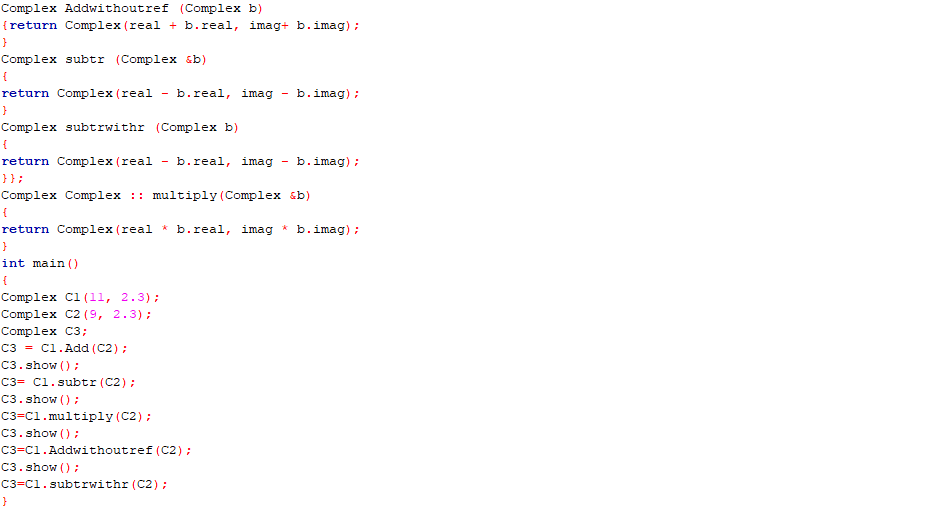 Complex Addwithoutref (Complex b)
{return Complex(real + b.real, imag+ b.imag);
}
Complex subtr (Complex &b)
{
return Complex(real - b.real, imag - b.imag);
}
Complex subtrwithr (Complex b)
{
return Complex(real - b.real, imag - b.imag);
}};
Complex Complex :: multiply(Complex &b)
{
return Complex(real * b.real, imag * b.imag);
}
int main()
{
Complex C1(11, 2.3);
Complex C2(9, 2.3);
Complex C3;
C3 = C1.Add(C2);
C3.show();
C3= C1.subtr(C2);
C3.show();
C3=C1.multiply(C2);
C3.show();
C3=C1.Addwithoutref(C2);
C3.show();
C3=C1.subtrwithr(C2);
}